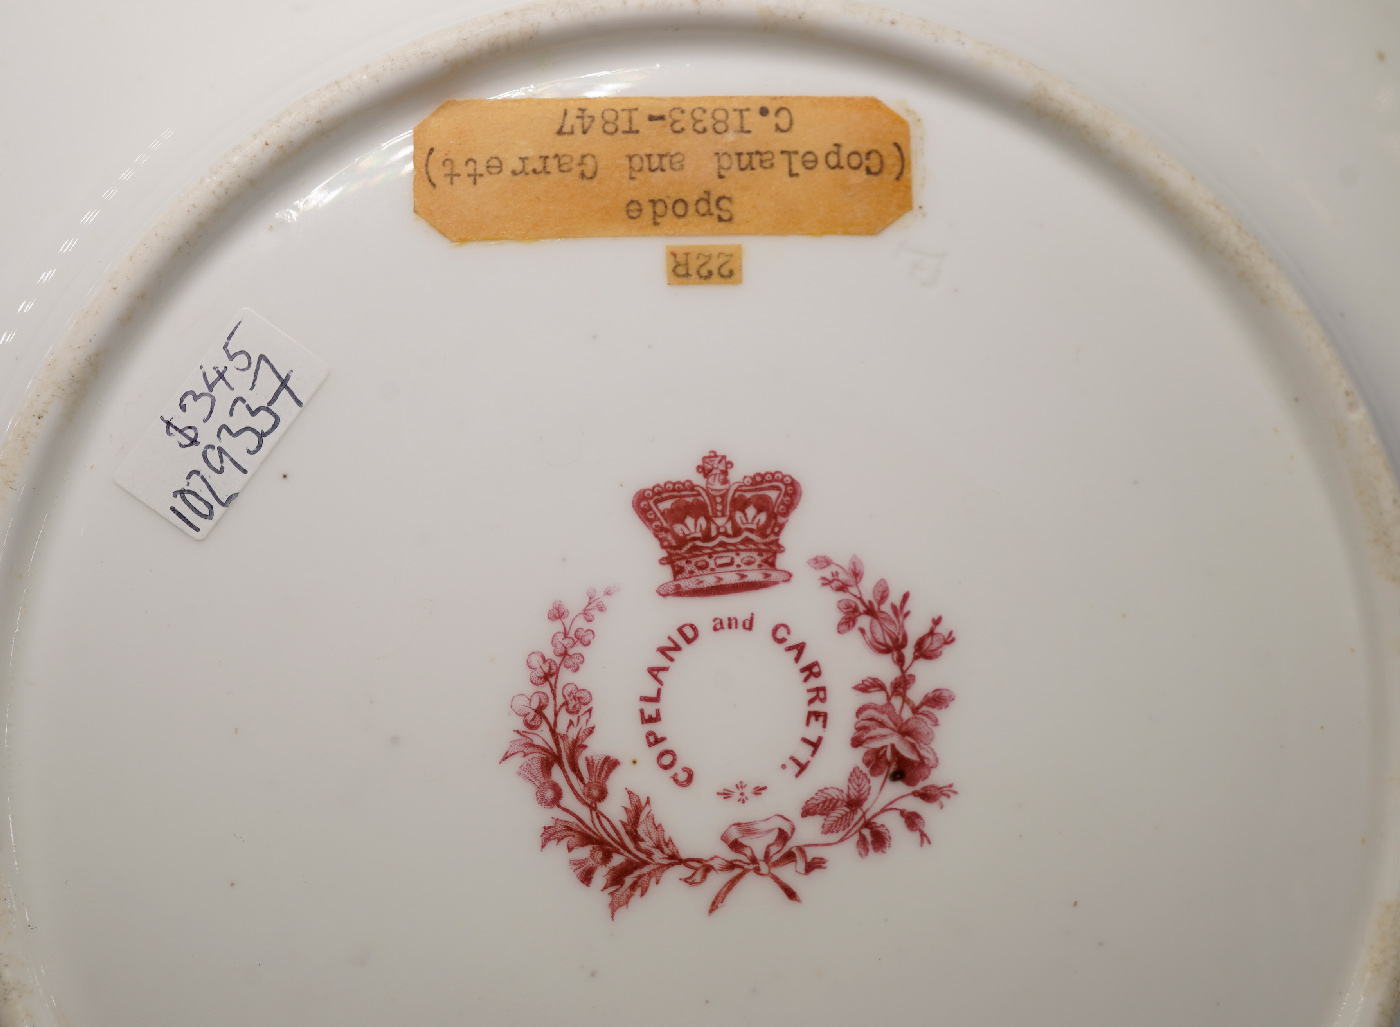 Spode
(Copeland and Garrett)
C.1833-1847
22R
$345
1029337
COPELAND and GARRETT.